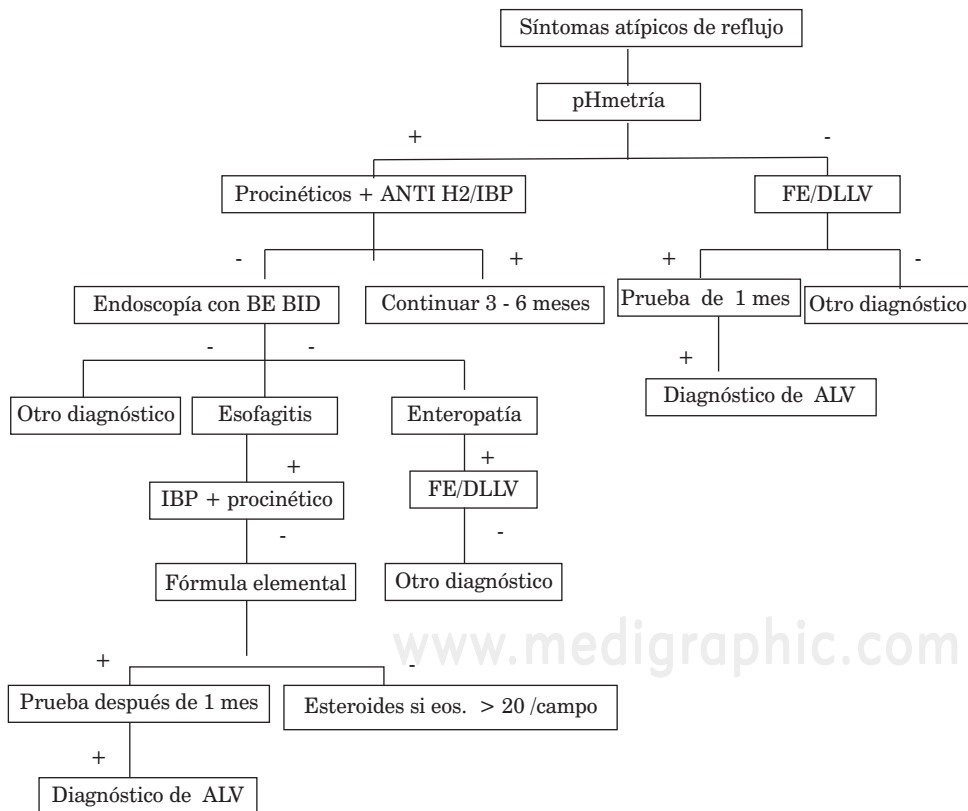 Síntomas atípicos de reflujo
pHmetría
+ -
Procinéticos + ANTI H2/IBP FE/DLLV
- + + -
Endoscopía con BE BID Continuar 3 - 6 meses Prueba de 1 mes Otro diagnóstico
- - +
Diagnóstico de ALV
Otro diagnóstico Esofagitis Enteropatía
+ +
IBP + procinético FE/DLLV
- -
Fórmula elemental Otro diagnóstico
www.medigraphic.com
+ -
Prueba después de 1 mes Esteroides si eos. > 20 /campo
+
Diagnóstico de ALV